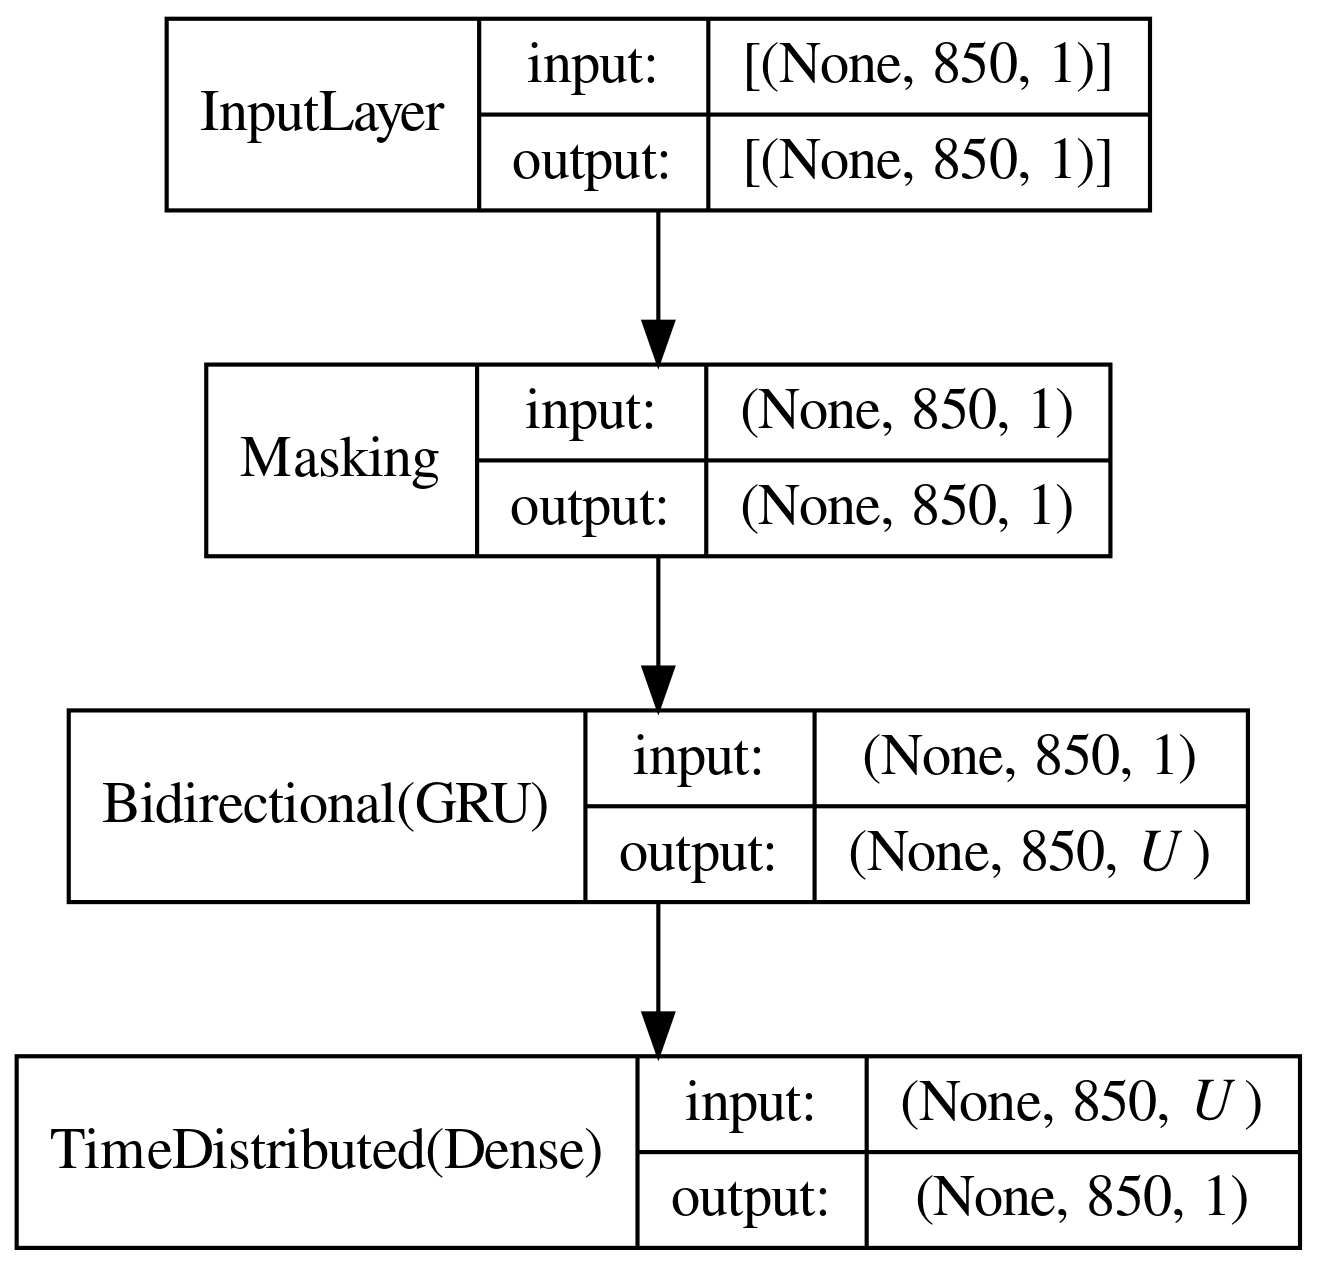 InputLayer
input: [(None, 850, 1)]
output: [(None, 850, 1)]
Masking
input: (None, 850, 1)
output: (None, 850, 1)
Bidirectional(GRU)
input: (None, 850, 1)
output: (None, 850, U )
TimeDistributed(Dense)
input: (None, 850, U )
output: (None, 850, 1)